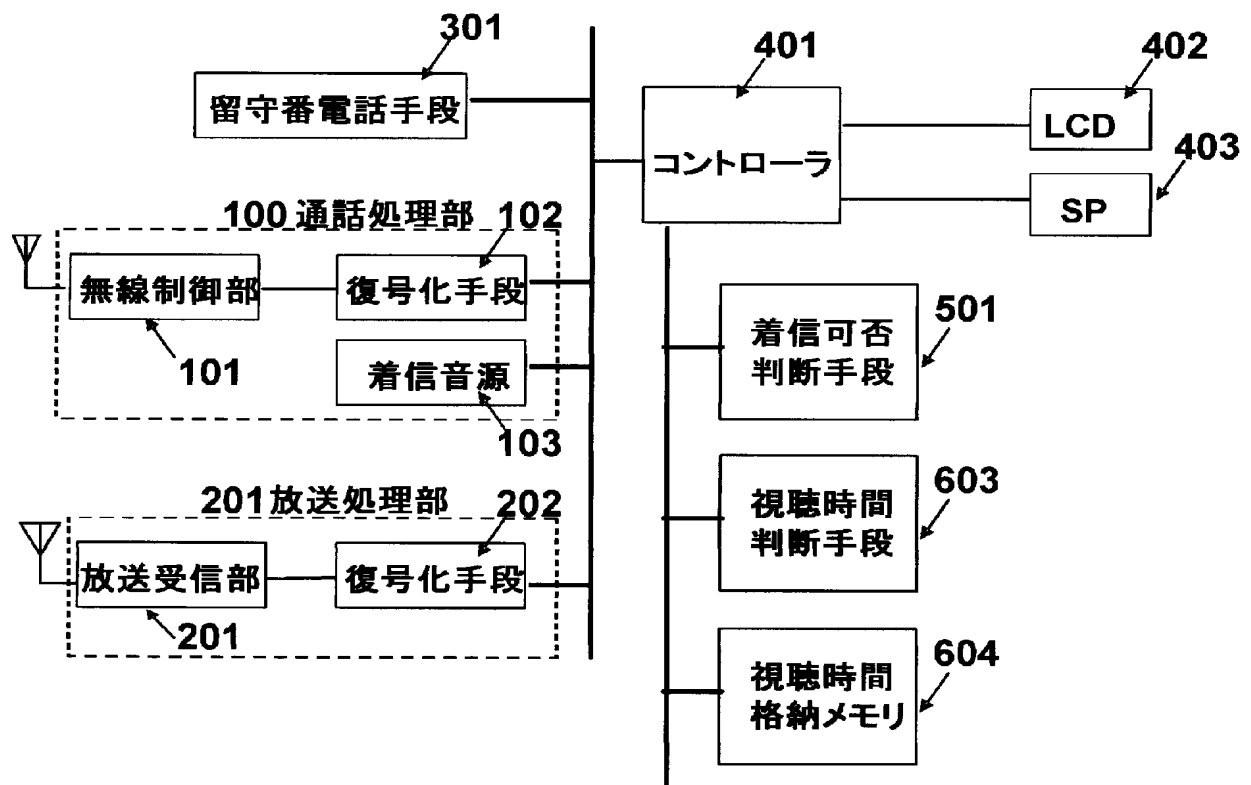 301
留守番電話手段
401
コントローラ
402
LCD
403
SP
100 通話処理部
102
無線制御部
復号化手段
101
着信音源
103
201 放送処理部
202
放送受信部
復号化手段
201
501
着信可否
判断手段
603
視聴時間
判断手段
604
視聴時間
格納メモリ